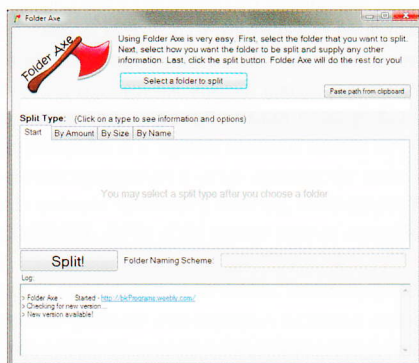 Folder Axe
Using Folder Axe is very easy. First, select the folder that you want to split.
Next, select how you want the folder to be split and supply any other
information. Last, click the split button. Folder Axe will do the rest for you!
Folder Axe
Select a folder to split
Paste path from clipboard
Split Type: (Click on a type to see information and options)
Start By Amount By Size By Name
You may select a split type after you choose a folder
Split!
Folder Naming Scheme:
Log:
> Folder Axe - Started - http://bkPrograms.weebly.com/
> Checking for new version...
> New version available!